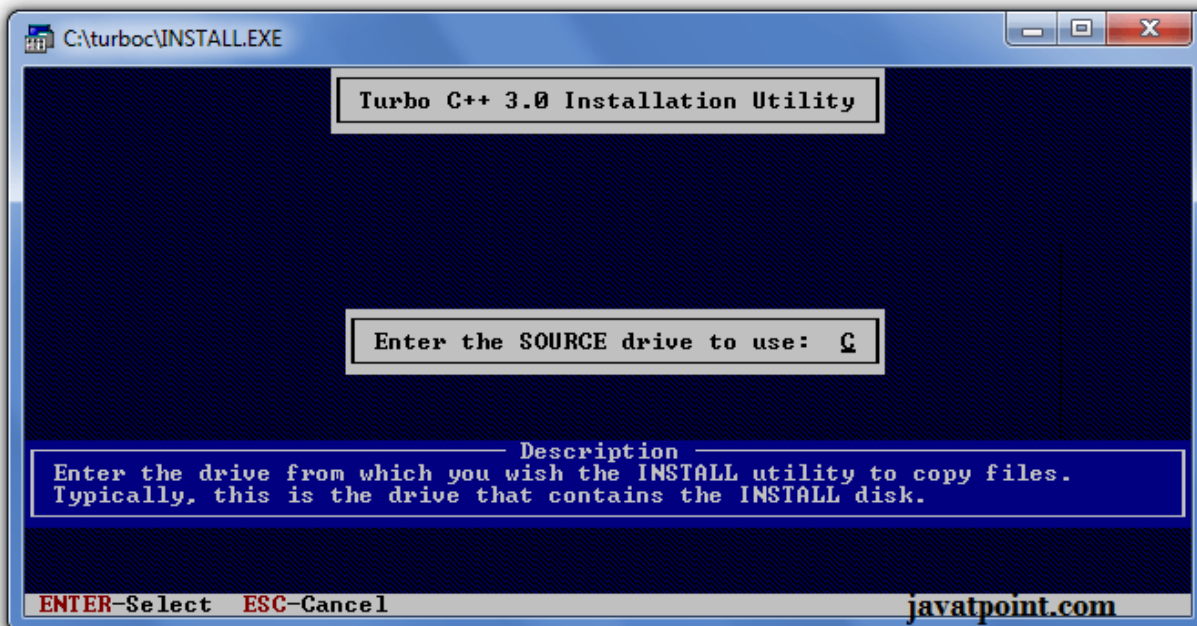 C:\turboc\INSTALL.EXE
Turbo C++ 3.0 Installation Utility
Enter the SOURCE drive to use: C
Description
Enter the drive from which you wish the INSTALL utility to copy files.
Typically, this is the drive that contains the INSTALL disk.
ENTER-Select ESC-Cancel
javatpoint.com